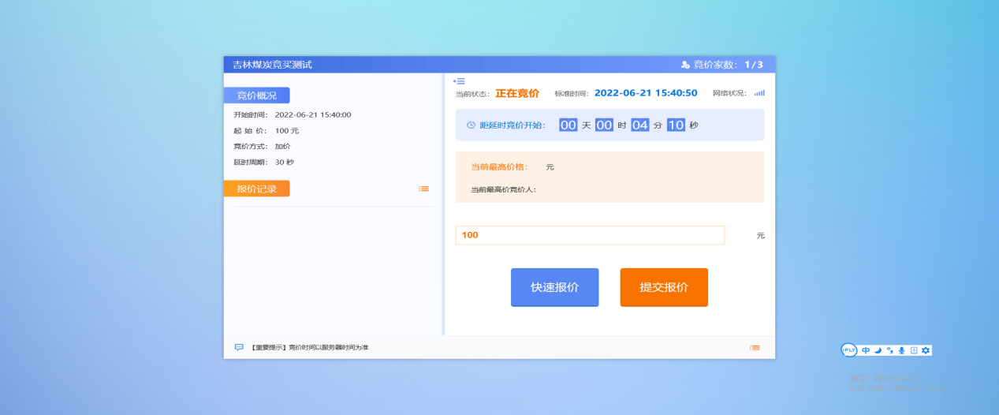 吉林煤炭竞买测试
竞价家数: 1/3
竞价概况
开始时间: 2022-06-21 15:40:00
起 始 价: 100 元
竞价方式: 加价
延时周期: 30 秒
报价记录
当前状态: 正在竞价 标准时间: 2022-06-21 15:40:50 网络状况:
距延时竞价开始: 00 天 00 时 04 分 10 秒
当前最高价格: 元
当前最高价竞价人:
100 元
快速报价 提交报价
【重要提示】竞价时间以服务器时间为准
iFLY 中
激活 Windows